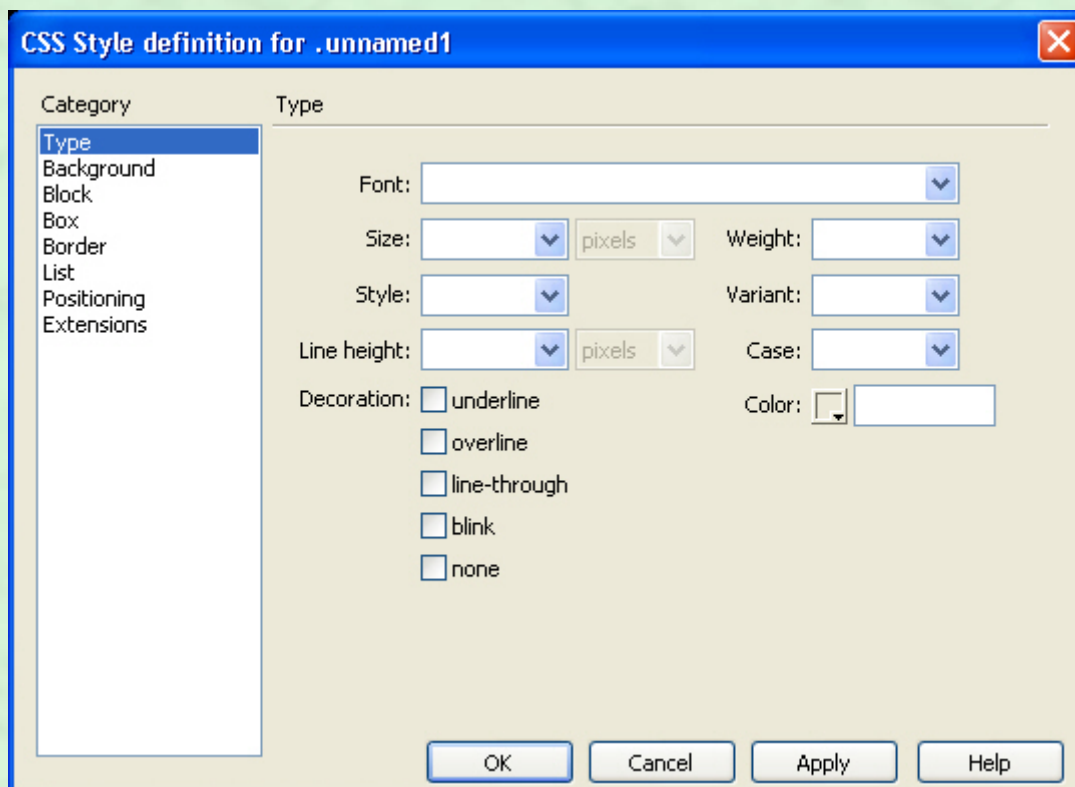 CSS Style definition for .unnamed1
Category
Type
Type
Background
Block
Box
Border
List
Positioning
Extensions
Font:
Size: pixels Weight:
Style: Variant:
Line height: pixels Case:
Decoration: underline Color:
overline
line-through
blink
none
OK Cancel Apply Help